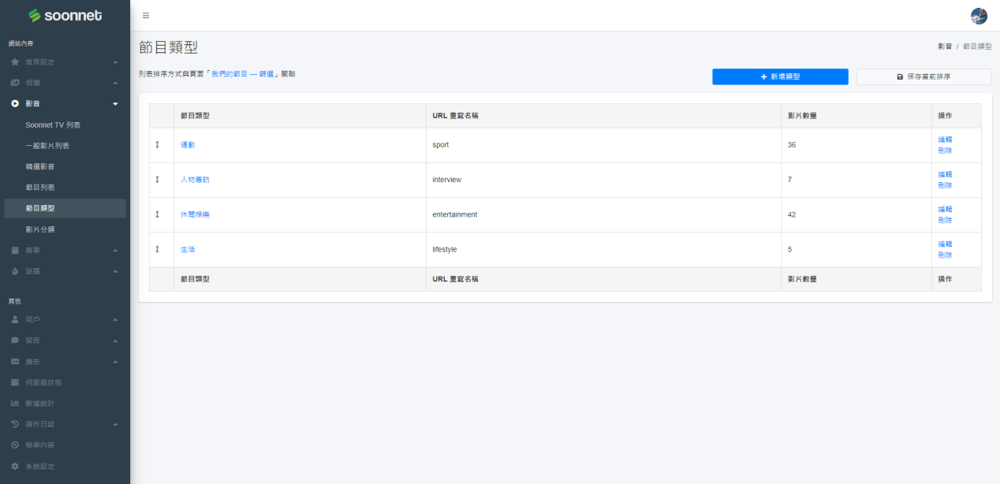 soonnet
網站內容
首頁設定
相簿
影音
Soonnet TV 列表
一般影片列表
精選影音
節目列表
節目類型
影片分類
賽事
話題
其他
用戶
留言
廣告
伺服器狀態
數據統計
操作日誌
檢舉內容
系統設定
節目類型
影音 / 節目類型
列表排序方式與頁面「我們的節目 — 篩選」關聯
新增類型
保存當前排序
節目類型 URL 重寫名稱 影片數量 操作
運動 sport 36 編輯
刪除
人物專訪 interview 7 編輯
刪除
休閒娛樂 entertainment 42 編輯
刪除
生活 lifestyle 5 編輯
刪除
節目類型 URL 重寫名稱 影片數量 操作